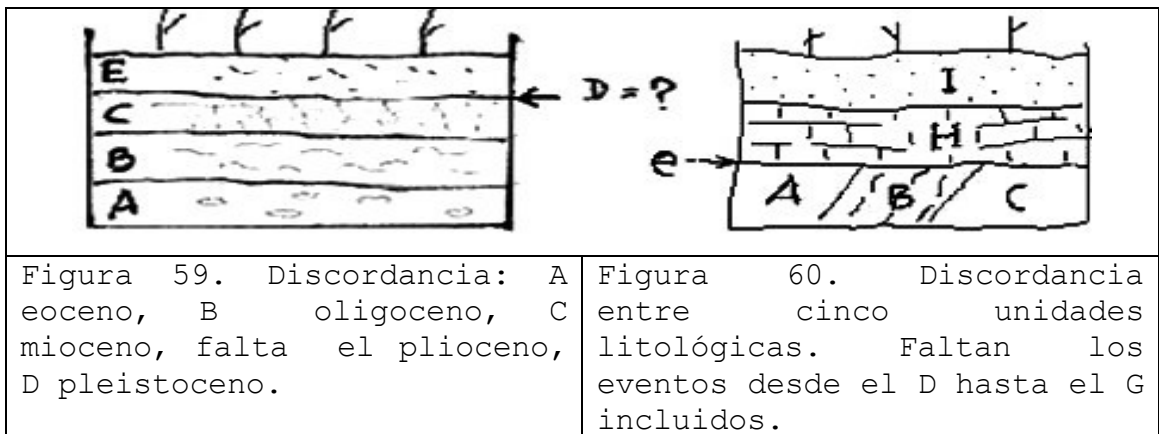 E
C
B
A
D = ?
I
H
e
A B C
Figura 59. Discordancia: A
eoceno, B oligoceno, C
mioceno, falta el plioceno,
D pleistoceno.
Figura 60. Discordancia
entre cinco unidades
litológicas. Faltan los
eventos desde el D hasta el G
incluidos.